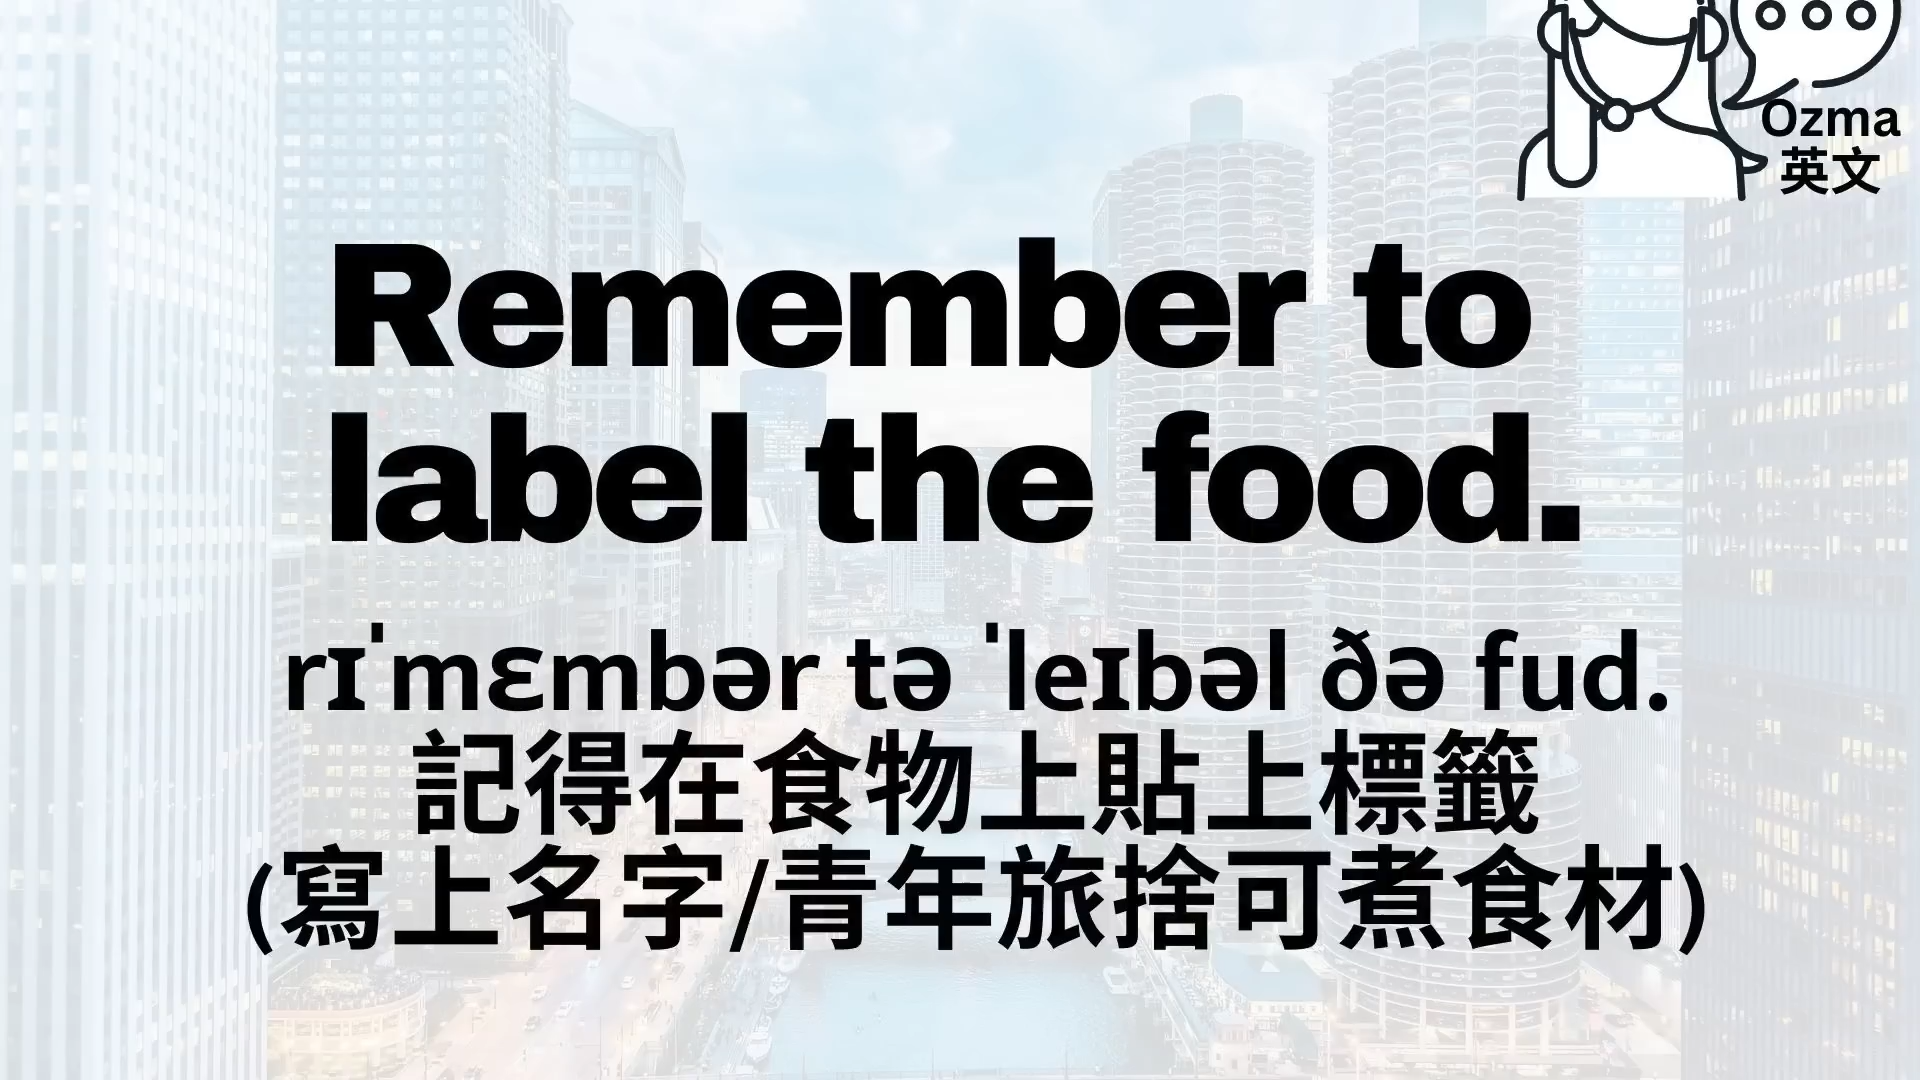 Ozma
英文
Remember to
label the food.
rɪˈmɛmbər tə ˈleɪbəl ðə fud.
記得在食物上貼上標籤
(寫上名字/青年旅捨可煮食材)